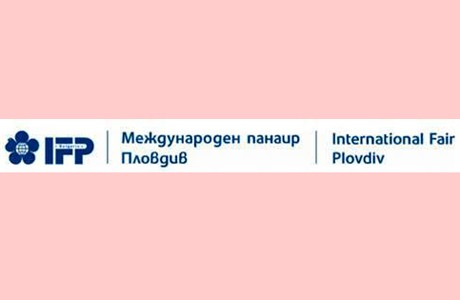 IFP
Международен панаир
Пловдив
International Fair
Plovdiv